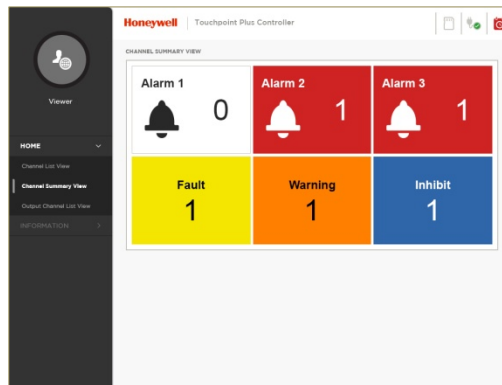 Honeywell
Touchpoint Plus Controller
CHANNEL SUMMARY VIEW
Viewer
HOME
Channel List View
Channel Summary View
Output Channel List View
INFORMATION
Alarm 1
0
Alarm 2
1
Alarm 3
1
Fault
1
Warning
1
Inhibit
1